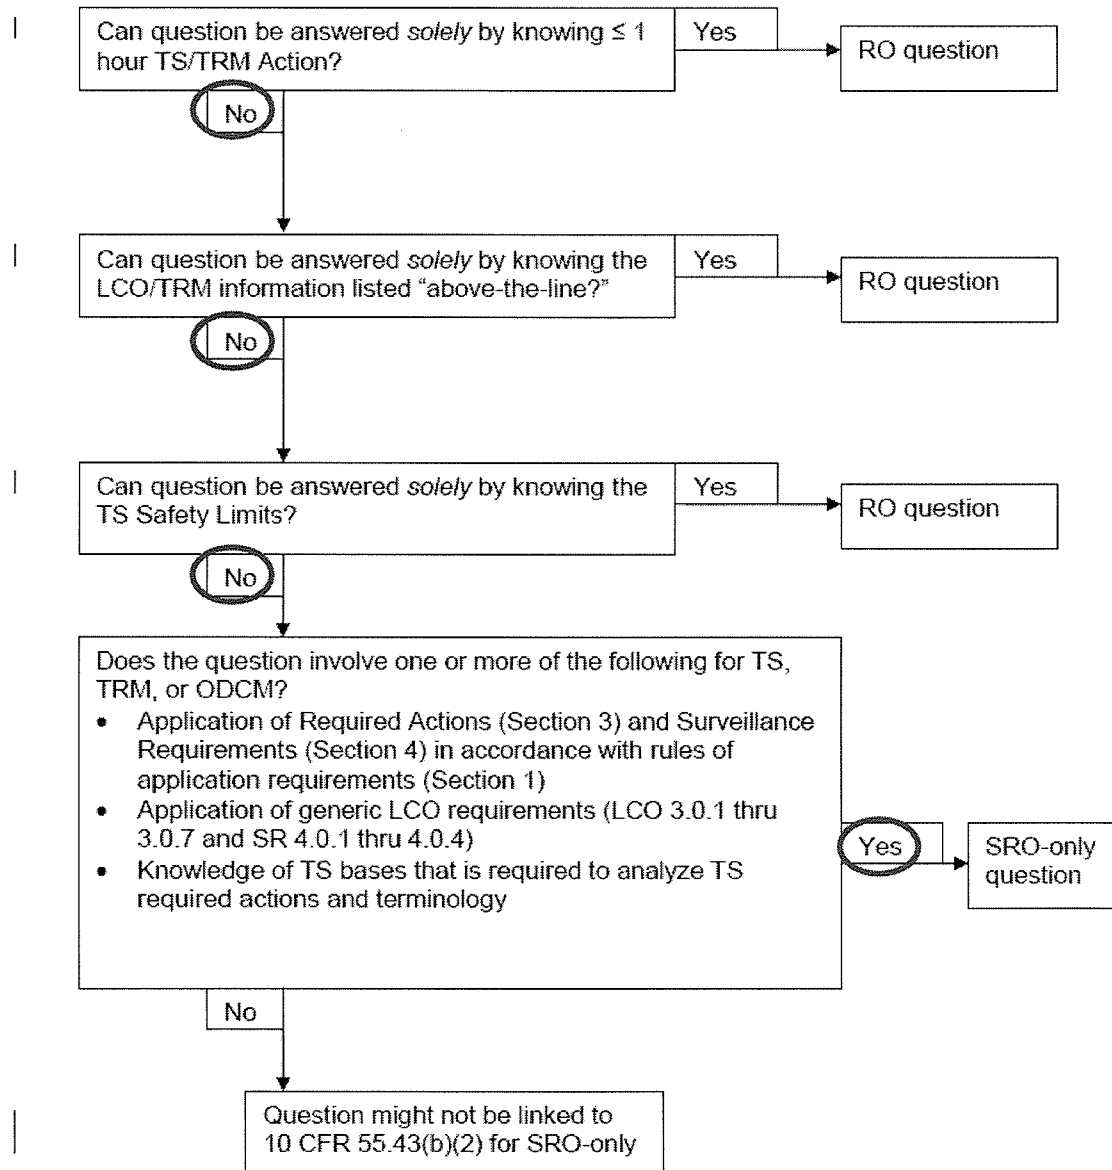 Can question be answered solely by knowing ≤ 1
hour TS/TRM Action?
Yes
RO question
No
Can question be answered solely by knowing the
LCO/TRM information listed "above-the-line?"
Yes
RO question
No
Can question be answered solely by knowing the
TS Safety Limits?
Yes
RO question
No
Does the question involve one or more of the following for TS,
TRM, or ODCM?
• Application of Required Actions (Section 3) and Surveillance
Requirements (Section 4) in accordance with rules of
application requirements (Section 1)
• Application of generic LCO requirements (LCO 3.0.1 thru
3.0.7 and SR 4.0.1 thru 4.0.4)
• Knowledge of TS bases that is required to analyze TS
required actions and terminology
Yes
SRO-only
question
No
Question might not be linked to
10 CFR 55.43(b)(2) for SRO-only